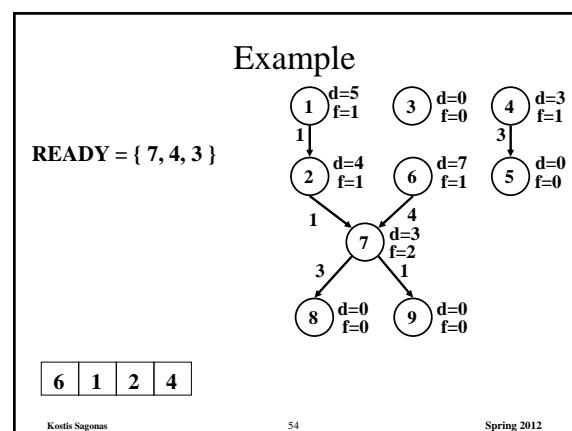 Example
1 d=5 f=1
3 d=0 f=0
4 d=3 f=1
1
3
READY = { 7, 4, 3 }
2 d=4 f=1
6 d=7 f=1
5 d=0 f=0
1
4
7 d=3 f=2
3
1
8 d=0 f=0
9 d=0 f=0
6 1 2 4
Kostis Sagonas
54
Spring 2012